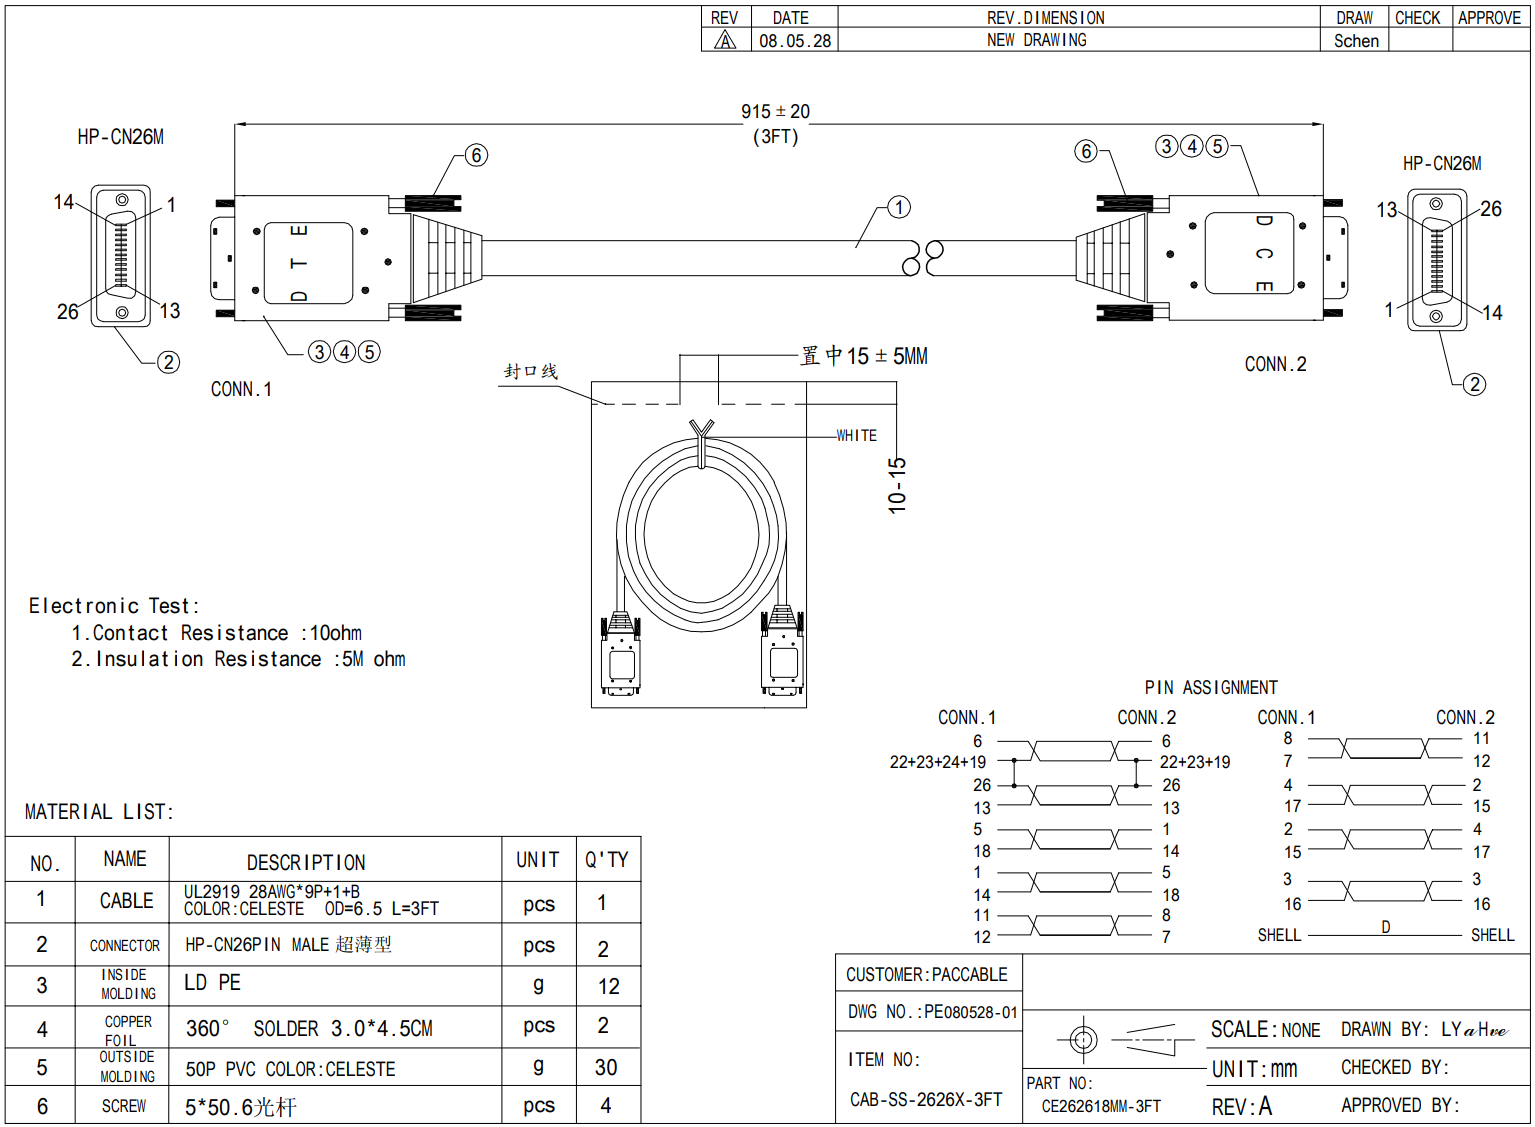 REV DATE REV.DIMENSION DRAW CHECK APPROVE
A 08.05.28 NEW DRAWING Schen
915±20
(3FT)
HP-CN26M
14 1
26 13
2
6
3 4 5
CONN.1
D T E
1
6
3 4 5
D C E
HP-CN26M
13 26
1 14
2
CONN.2
封口线
置中15±5MM
WHITE
10-15
Electronic Test:
1.Contact Resistance :10ohm
2.Insulation Resistance :5M ohm
PIN ASSIGNMENT
CONN.1 CONN.2
6 6
22+23+24+19 22+23+19
26 26
13 13
5 1
18 14
1 5
14 18
11 8
12 7
CONN.1 CONN.2
8 11
7 12
4 2
17 15
2 4
15 17
3 3
16 16
SHELL D SHELL
MATERIAL LIST:
NO. NAME DESCRIPTION UNIT Q'TY
1 CABLE UL2919 28AWG*9P+1+B
COLOR:CELESTE OD=6.5 L=3FT pcs 1
2 CONNECTOR HP-CN26PIN MALE 超薄型 pcs 2
3 INSIDE
MOLDING LD PE g 12
4 COPPER
FOIL 360° SOLDER 3.0*4.5CM pcs 2
5 OUTSIDE
MOLDING 50P PVC COLOR:CELESTE g 30
6 SCREW 5*50.6光杆 pcs 4
CUSTOMER:PACCABLE
DWG NO.:PE080528-01
ITEM NO:
CAB-SS-2626X-3FT
PART NO:
CE262618MM-3FT
SCALE:NONE DRAWN BY: LYaHve
UNIT:mm CHECKED BY:
REV:A APPROVED BY: